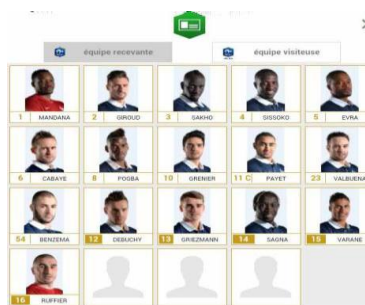 équipe recevante
équipe visiteuse
1 MANDANA
2 GIROUD
3 SAKHO
4 SISSOKO
5 EVRA
6 CABAYE
8 POGBA
10 GRENIER
11 C PAYET
23 VALBUENA
54 BENZEMA
12 DEBUCHY
13 GRIEZMANN
14 SAGNA
15 VARANE
16 RUFFIER